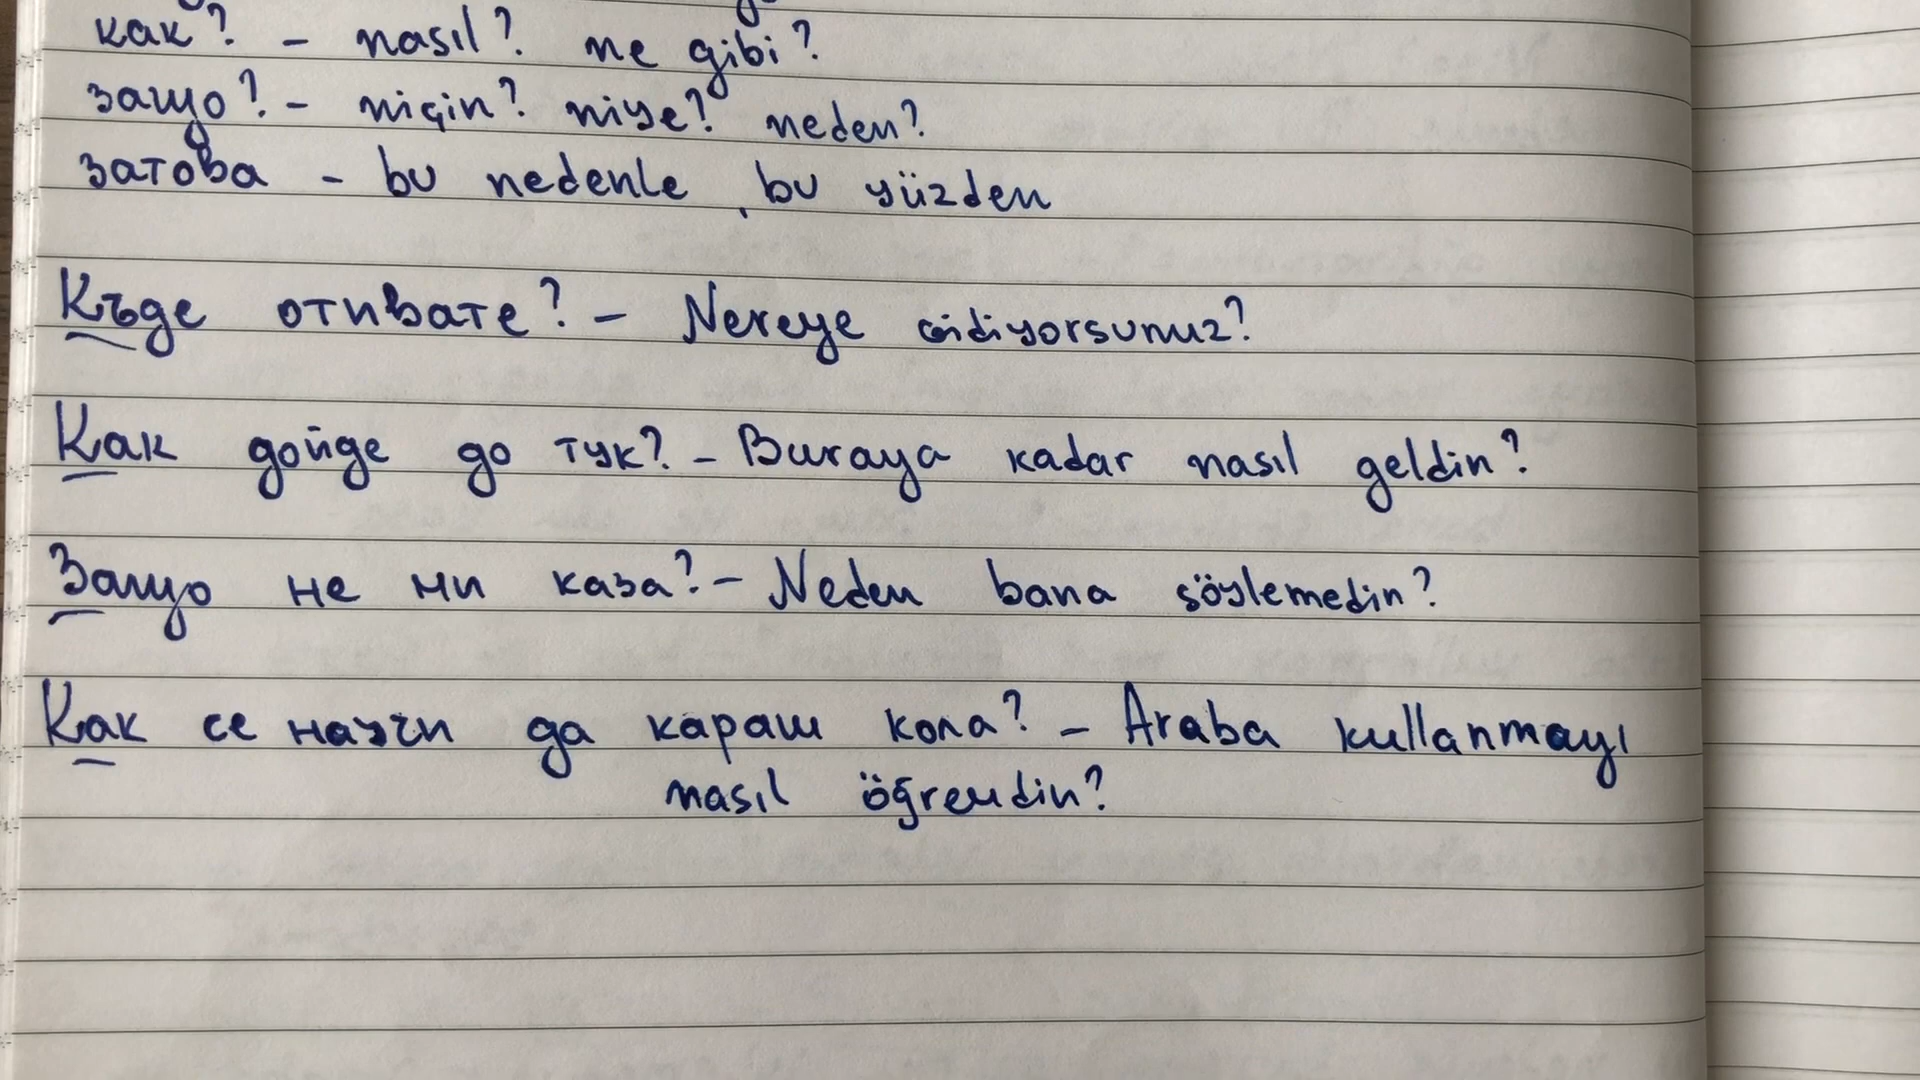 как? - nasıl? ne gibi?
защо? - niçin? niye? neden?
затова - bu nedenle, bu yüzden
Къде отивате? - Nereye gidiyorsunuz?
Как дойде до тук? - Buraya kadar nasıl geldin?
Защо не ми каза? - Neden bana söylemedin?
Как се научи да караш кола? - Araba kullanmayı
nasıl öğrendin?